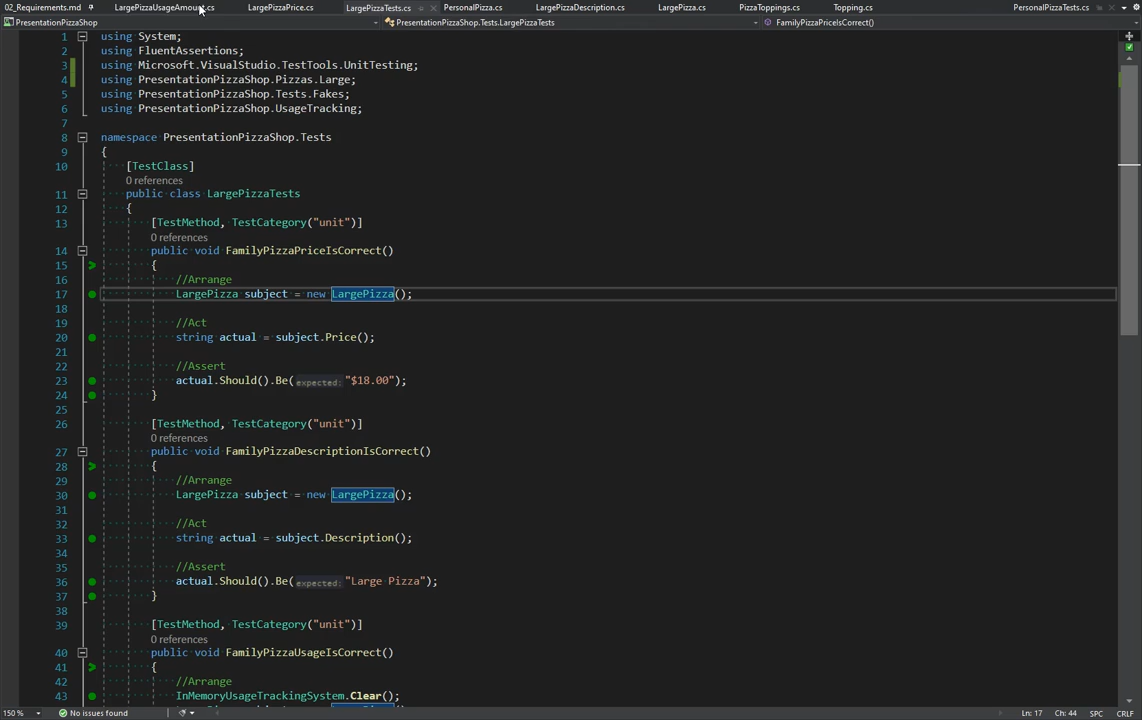 02_Requirements.md LargePizzaUsageAmount.cs LargePizzaPrice.cs LargePizzaTests.cs PersonalPizza.cs LargePizzaDescription.cs LargePizza.cs PizzaToppings.cs Topping.cs PersonalPizzaTests.cs
PresentationPizzaShop PresentationPizzaShop.Tests.LargePizzaTests FamilyPizzaPriceIsCorrect()
1 using System;
2 using FluentAssertions;
3 using Microsoft.VisualStudio.TestTools.UnitTesting;
4 using PresentationPizzaShop.Pizzas.Large;
5 using PresentationPizzaShop.Tests.Fakes;
6 using PresentationPizzaShop.UsageTracking;
7
8 namespace PresentationPizzaShop.Tests
9 {
10 [TestClass]
0 references
11 public class LargePizzaTests
12 {
13 [TestMethod, TestCategory("unit")]
0 references
14 public void FamilyPizzaPriceIsCorrect()
15 {
16 //Arrange
17 LargePizza subject = new LargePizza();
18
19 //Act
20 string actual = subject.Price();
21
22 //Assert
23 actual.Should().Be(expected: "$18.00");
24 }
25
26 [TestMethod, TestCategory("unit")]
0 references
27 public void FamilyPizzaDescriptionIsCorrect()
28 {
29 //Arrange
30 LargePizza subject = new LargePizza();
31
32 //Act
33 string actual = subject.Description();
34
35 //Assert
36 actual.Should().Be(expected: "Large Pizza");
37 }
38
39 [TestMethod, TestCategory("unit")]
0 references
40 public void FamilyPizzaUsageIsCorrect()
41 {
42 //Arrange
43 InMemoryUsageTrackingSystem.Clear();
150 % No issues found Ln: 17 Ch: 44 SPC CRLF